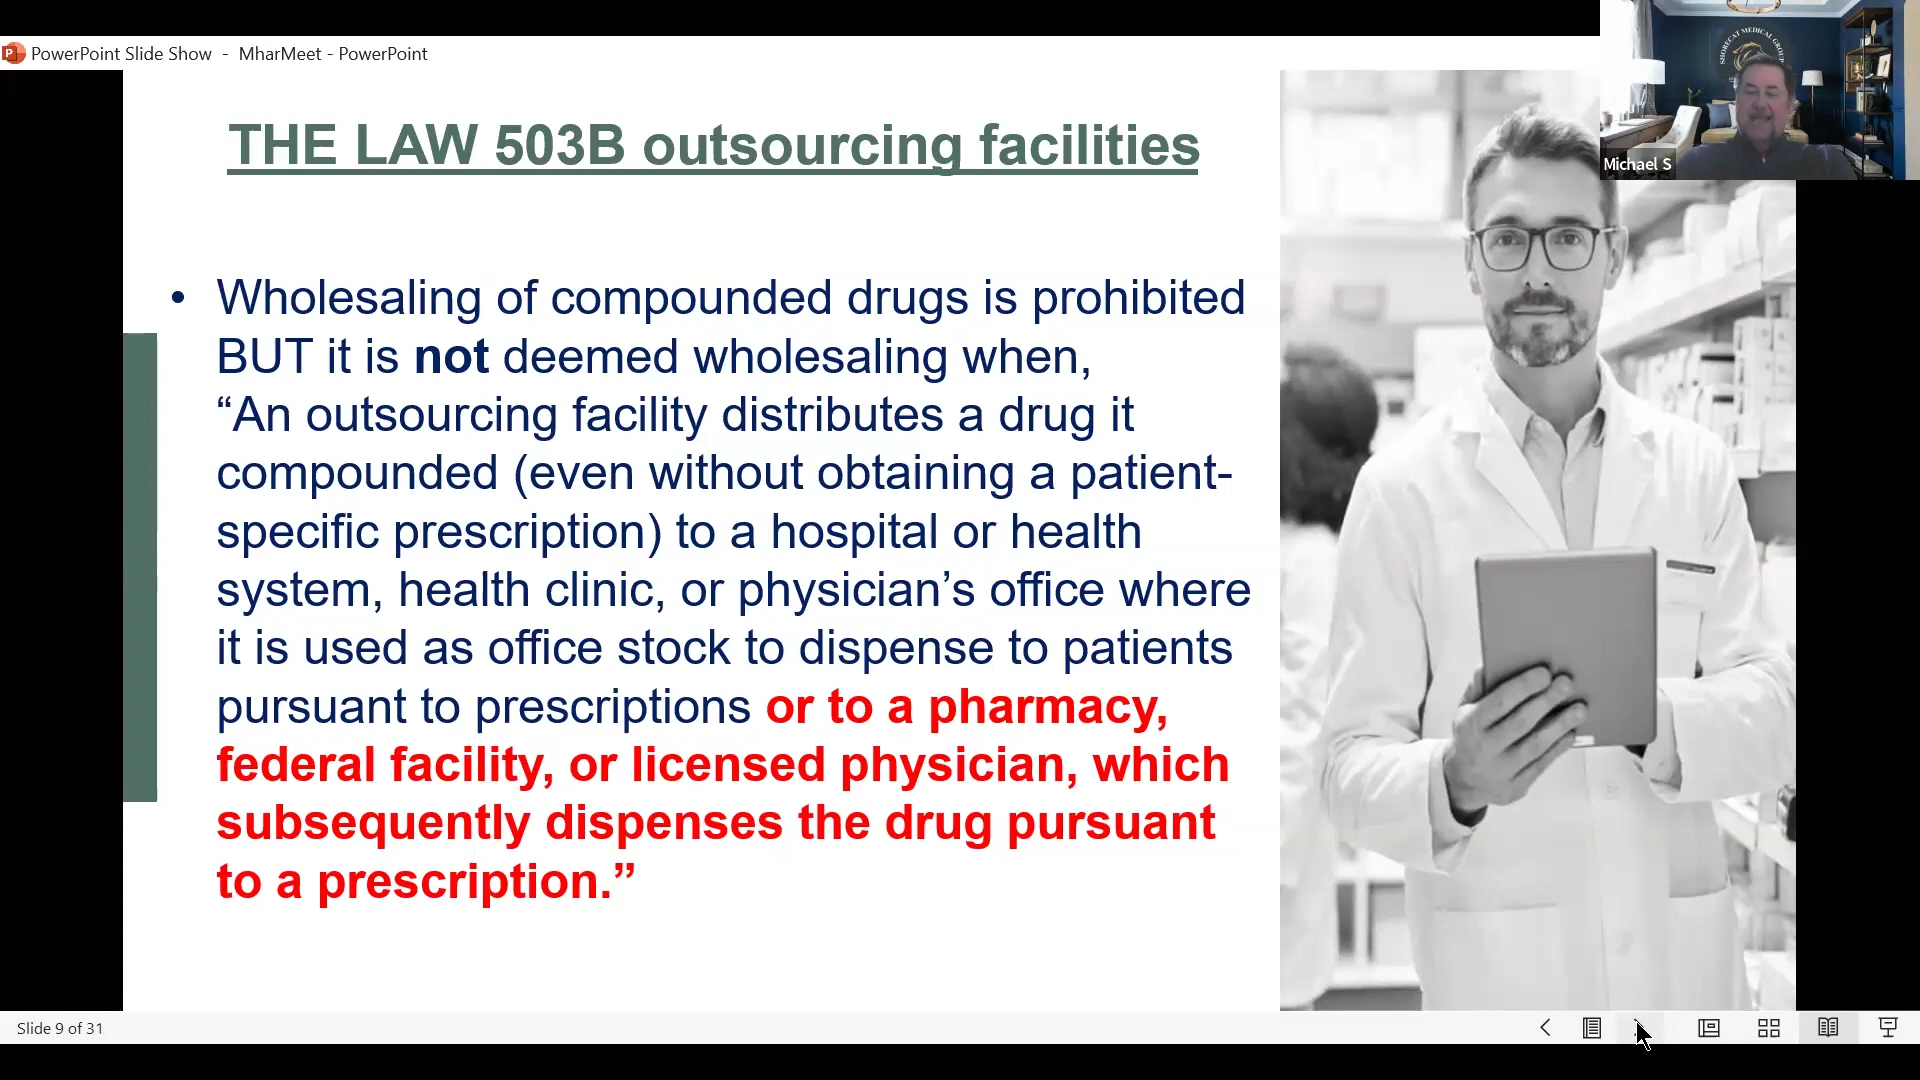 PowerPoint Slide Show - MharMeet - PowerPoint
SHORECAT MEDICAL GROUP
Michael S
THE LAW 503B outsourcing facilities
• Wholesaling of compounded drugs is prohibited
BUT it is not deemed wholesaling when,
“An outsourcing facility distributes a drug it
compounded (even without obtaining a patient-
specific prescription) to a hospital or health
system, health clinic, or physician’s office where
it is used as office stock to dispense to patients
pursuant to prescriptions or to a pharmacy,
federal facility, or licensed physician, which
subsequently dispenses the drug pursuant
to a prescription.”
Slide 9 of 31